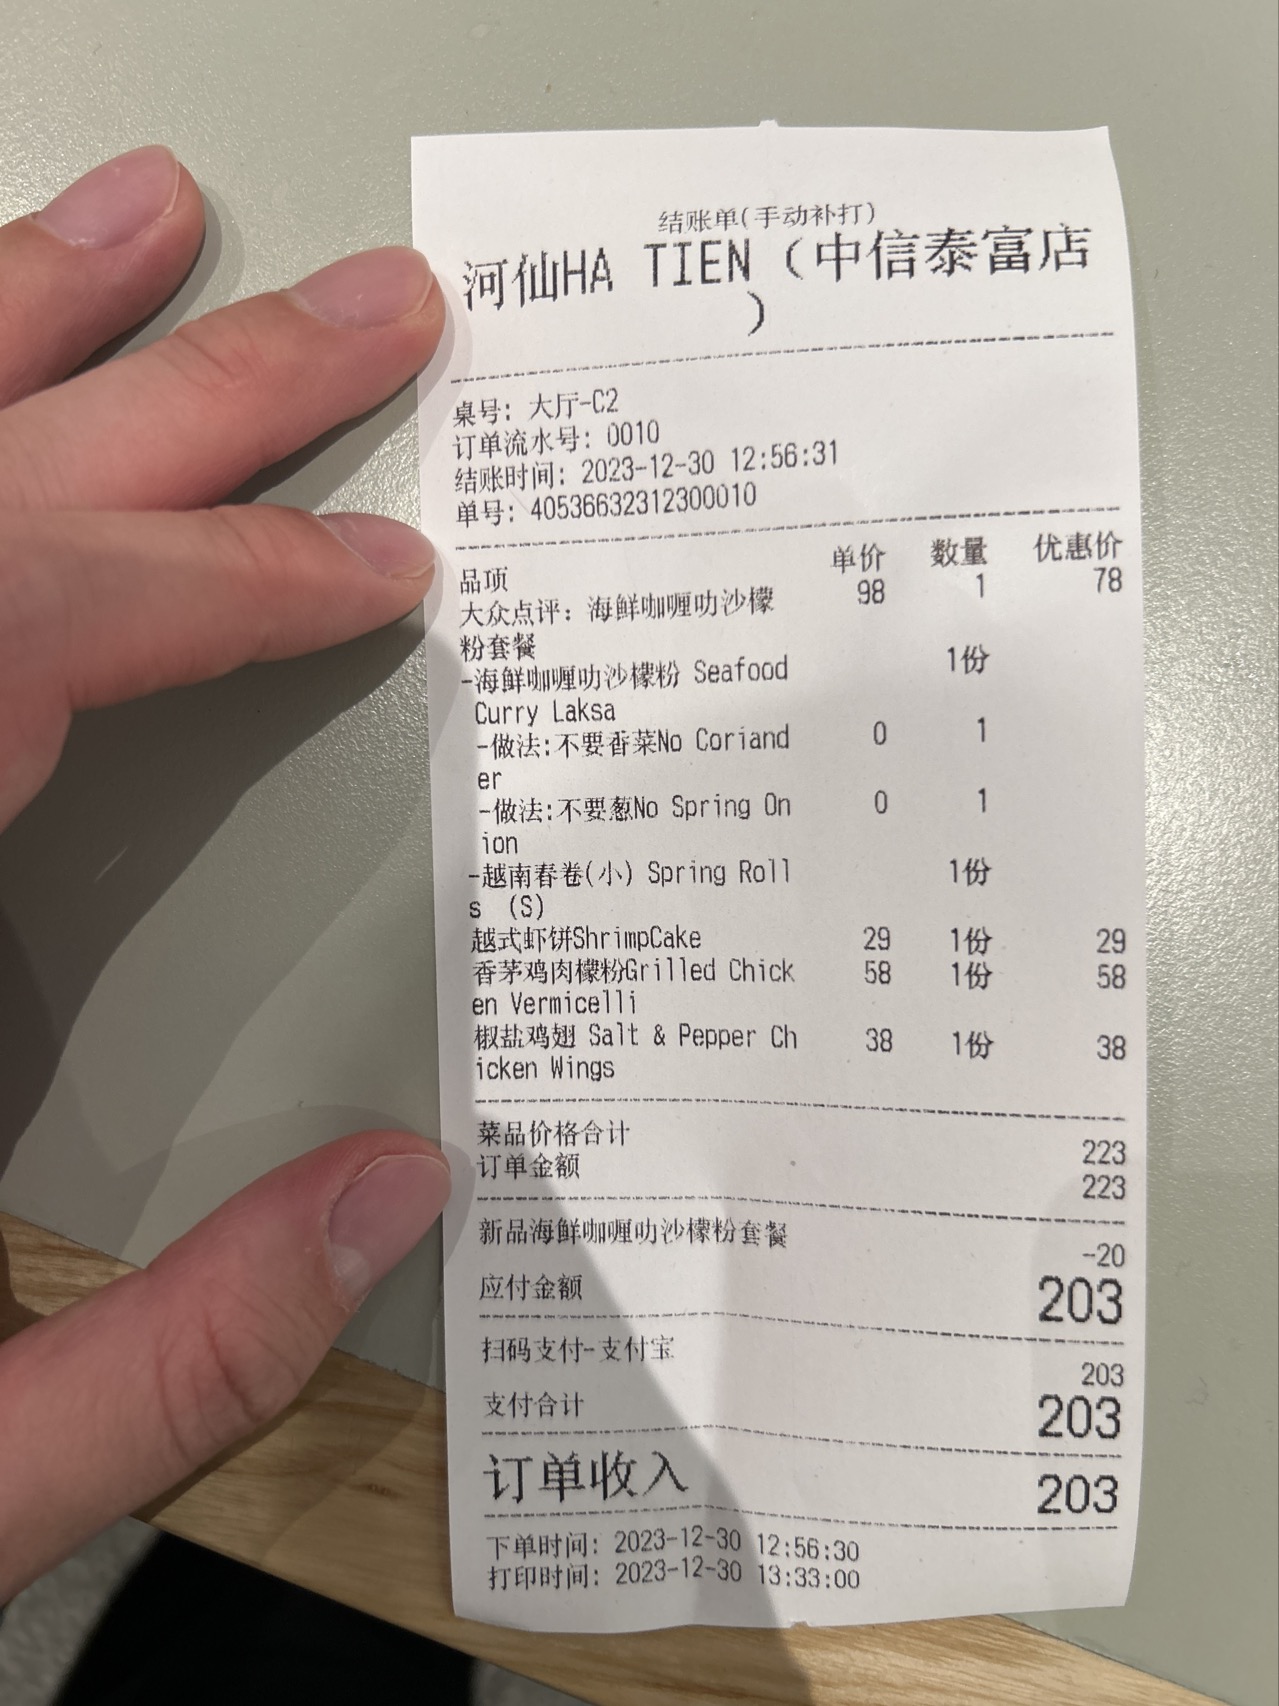 结账单(手动补打)
河仙HA TIEN（中信泰富店
）
桌号: 大厅-C2
订单流水号: 0010
结账时间: 2023-12-30 12:56:31
单号: 40536632312300010
品项 单价 数量 优惠价
大众点评: 海鲜咖喱叻沙檬 98 1 78
粉套餐
-海鲜咖喱叻沙檬粉 Seafood 1份
Curry Laksa
-做法:不要香菜No Coriand 0 1
er
-做法:不要葱No Spring On 0 1
ion
-越南春卷(小) Spring Roll 1份
s (S)
越式虾饼ShrimpCake 29 1份 29
香茅鸡肉檬粉Grilled Chick 58 1份 58
en Vermicelli
椒盐鸡翅 Salt & Pepper Ch 38 1份 38
icken Wings
菜品价格合计 223
订单金额 223
新品海鲜咖喱叻沙檬粉套餐 -20
应付金额 203
扫码支付-支付宝 203
支付合计 203
订单收入 203
下单时间: 2023-12-30 12:56:30
打印时间: 2023-12-30 13:33:00